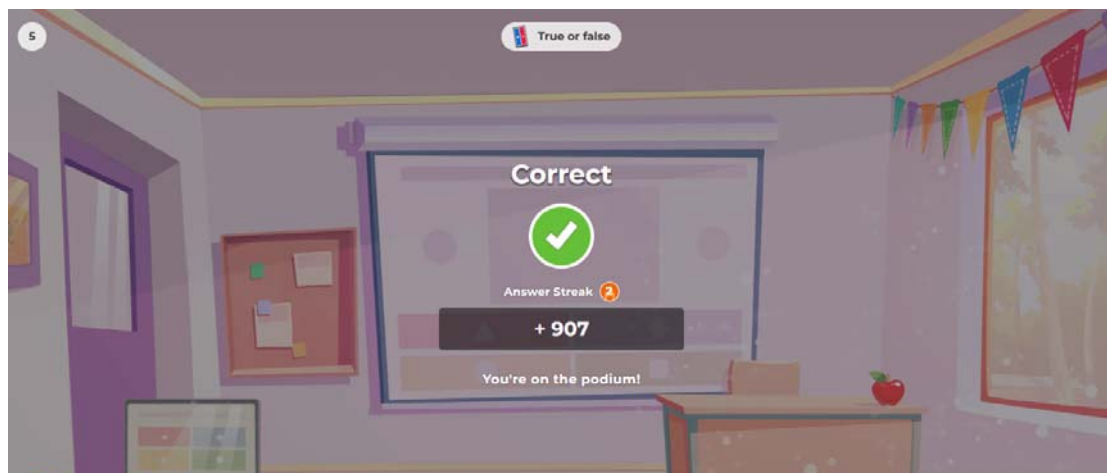 5
True or false
Correct
Answer Streak 2
+ 907
You're on the podium!